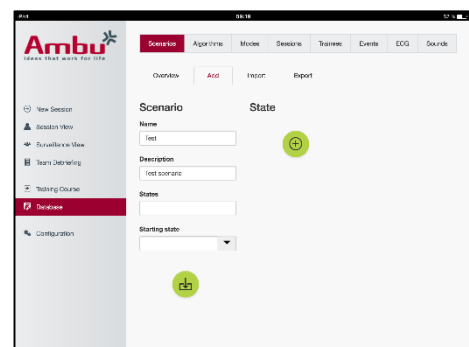 iPad 08:18 52 %
Ambu
Ideas that work for life
Scenarios Algorithms Modes Sessions Trainees Events ECG Sounds
Overview Add Import Export
New Session
Session View
Surveillance View
Team Debriefing
Training Course
Database
Configuration
Scenario State
Name
Test
Description
Test scenario
States
Starting state